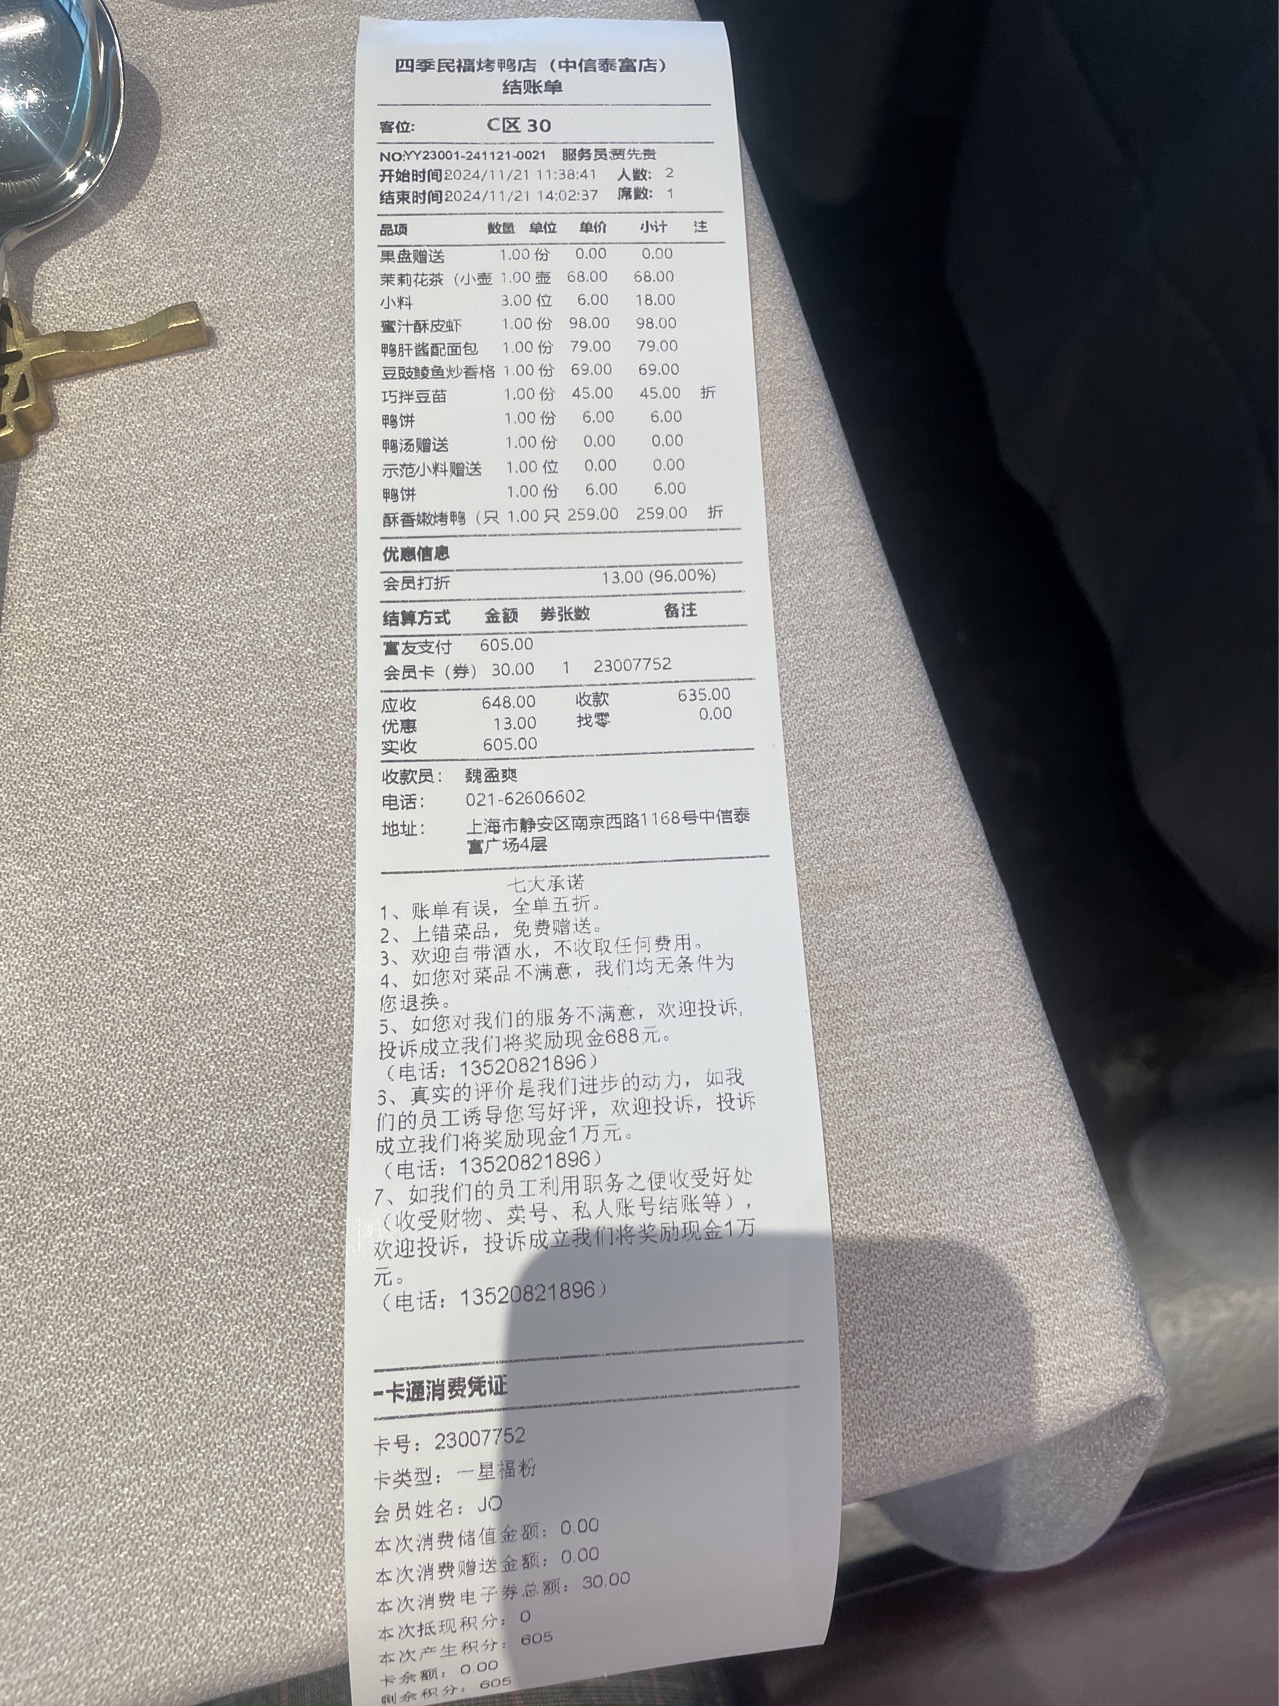 四季民福烤鸭店（中信泰富店）
结账单
客位: C区 30
NO:YY23001-241121-0021 服务员:贾先贵
开始时间2024/11/21 11:38:41 人数: 2
结束时间2024/11/21 14:02:37 席数: 1
品项 数量 单位 单价 小计 注
果盘赠送 1.00 份 0.00 0.00
茉莉花茶（小壶 1.00 壶 68.00 68.00
小料 3.00 位 6.00 18.00
蜜汁酥皮虾 1.00 份 98.00 98.00
鸭肝酱配面包 1.00 份 79.00 79.00
豆豉鲮鱼炒香格 1.00 份 69.00 69.00
巧拌豆苗 1.00 份 45.00 45.00 折
鸭饼 1.00 份 6.00 6.00
鸭汤赠送 1.00 份 0.00 0.00
示范小料赠送 1.00 位 0.00 0.00
鸭饼 1.00 份 6.00 6.00
酥香嫩烤鸭（只 1.00 只 259.00 259.00 折
优惠信息
会员打折 13.00 (96.00%)
结算方式 金额 券张数 备注
富友支付 605.00
会员卡（券） 30.00 1 23007752
应收 648.00 收款 635.00
优惠 13.00 找零 0.00
实收 605.00
收款员: 魏盈爽
电话: 021-62606602
地址: 上海市静安区南京西路1168号中信泰
富广场4层
七大承诺
1、账单有误，全单五折。
2、上错菜品，免费赠送。
3、欢迎自带酒水，不收取任何费用。
4、如您对菜品不满意，我们均无条件为
您退换。
5、如您对我们的服务不满意，欢迎投诉，
投诉成立我们将奖励现金688元。
（电话：13520821896）
6、真实的评价是我们进步的动力，如我
们的员工诱导您写好评，欢迎投诉，投诉
成立我们将奖励现金1万元。
（电话：13520821896）
7、如我们的员工利用职务之便收受好处
（收受财物、卖号、私人账号结账等），
欢迎投诉，投诉成立我们将奖励现金1万
元。
（电话：13520821896）
一卡通消费凭证
卡号：23007752
卡类型：一星福粉
会员姓名：JO
本次消费储值金额：0.00
本次消费赠送金额：0.00
本次消费电子券总额：30.00
本次抵现积分：0
本次产生积分：605
卡余额：0.00
剩余积分：605